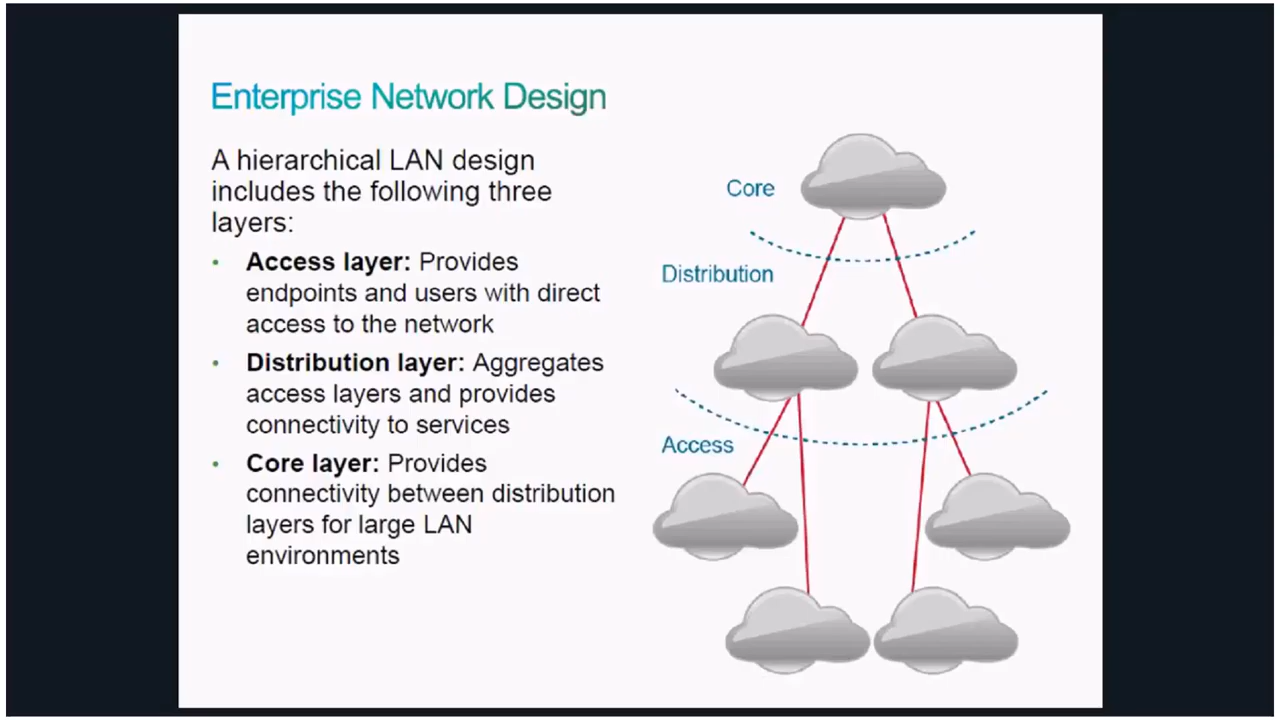 Enterprise Network Design
A hierarchical LAN design
includes the following three
layers:
• Access layer: Provides
endpoints and users with direct
access to the network
• Distribution layer: Aggregates
access layers and provides
connectivity to services
• Core layer: Provides
connectivity between distribution
layers for large LAN
environments
Core
Distribution
Access